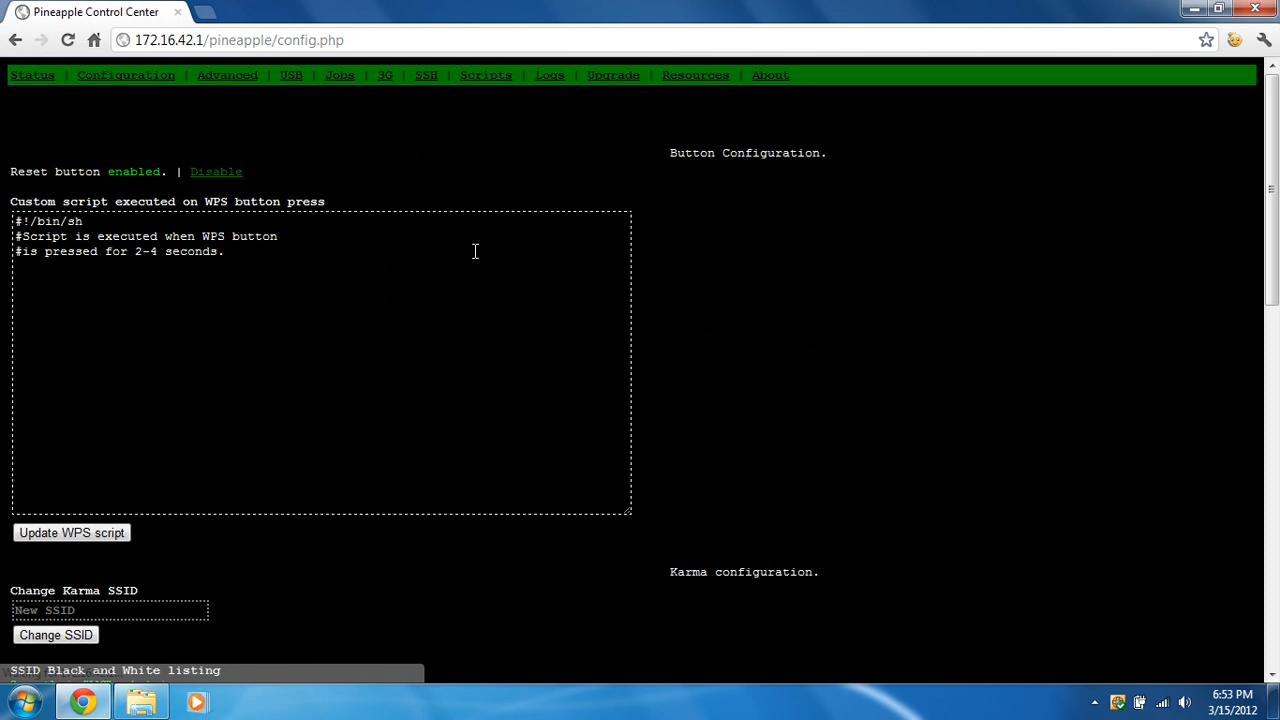 Pineapple Control Center
172.16.42.1/pineapple/config.php
Status | Configuration | Advanced | USB | Jobs | 3G | SSH | Scripts | Logs | Upgrade | Resources | About
Button Configuration.
Reset button enabled. | Disable
Custom script executed on WPS button press
#!/bin/sh
#Script is executed when WPS button
#is pressed for 2-4 seconds.
Update WPS script
Karma configuration.
Change Karma SSID
New SSID
Change SSID
SSID Black and White listing
6:53 PM
3/15/2012